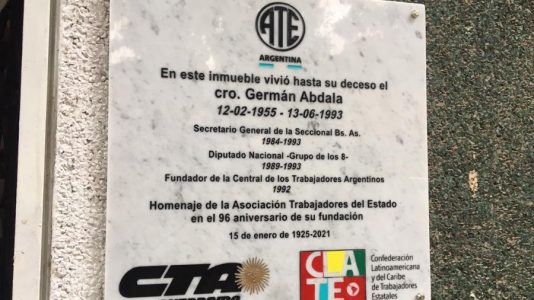 ATE
ARGENTINA
En este inmueble vivió hasta su deceso el
cro. Germán Abdala
12-02-1955 - 13-06-1993
Secretario General de la Seccional Bs. As.
1984-1993
Diputado Nacional -Grupo de los 8-
1989-1993
Fundador de la Central de los Trabajadores Argentinos
1992
Homenaje de la Asociación Trabajadores del Estado
en el 96 aniversario de su fundación
15 de enero de 1925-2021
CTA
CLATE
Confederación
Latinoamericana y
del Caribe
de Trabajadores
Estatales